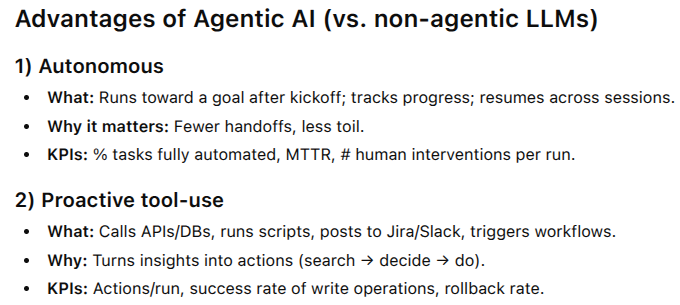 Advantages of Agentic AI (vs. non-agentic LLMs)
1) Autonomous
• What: Runs toward a goal after kickoff; tracks progress; resumes across sessions.
• Why it matters: Fewer handoffs, less toil.
• KPIs: % tasks fully automated, MTTR, # human interventions per run.
2) Proactive tool-use
• What: Calls APIs/DBs, runs scripts, posts to Jira/Slack, triggers workflows.
• Why: Turns insights into actions (search → decide → do).
• KPIs: Actions/run, success rate of write operations, rollback rate.